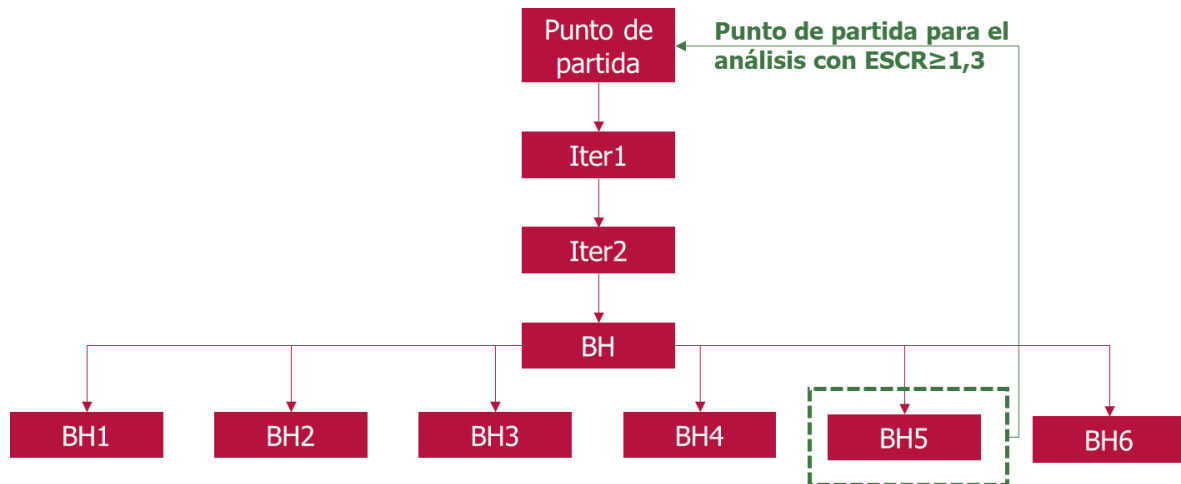 Punto de
partida
Punto de partida para el
análisis con ESCR≥1,3
Iter1
Iter2
BH
BH1
BH2
BH3
BH4
BH5
BH6